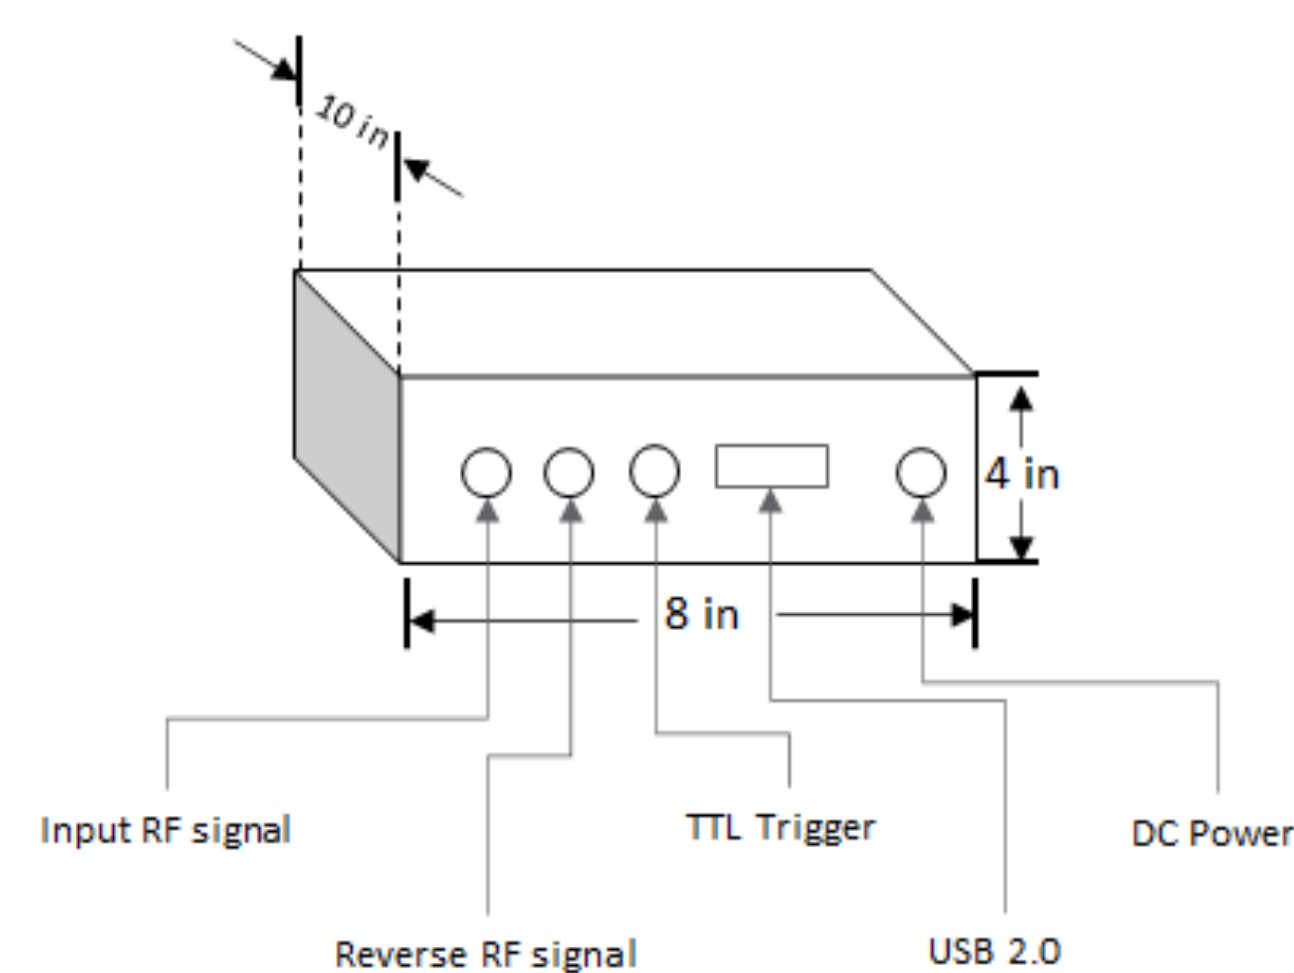 10 in
4 in
8 in
Input RF signal
TTL Trigger
DC Power
Reverse RF signal
USB 2.0